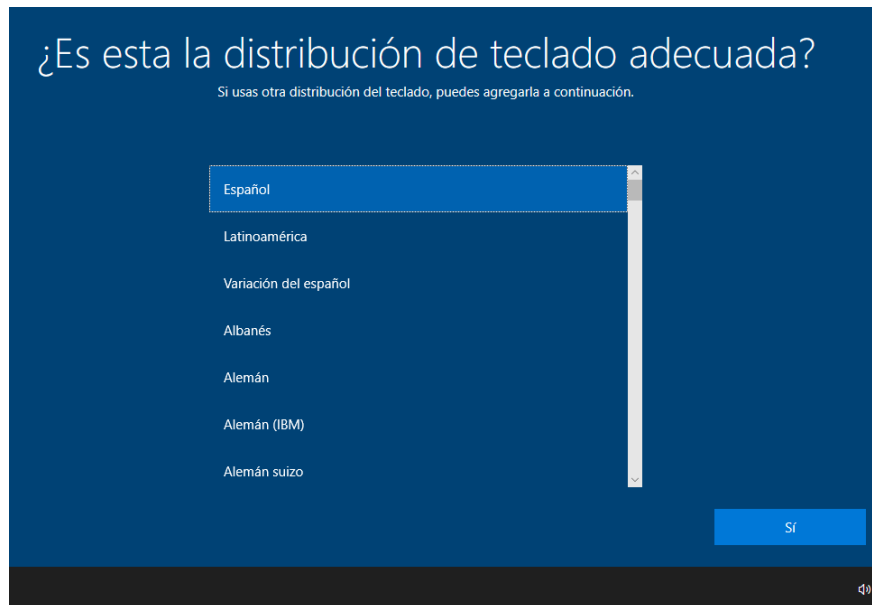 ¿Es esta la distribución de teclado adecuada?
Si usas otra distribución del teclado, puedes agregarla a continuación.
Español
Latinoamérica
Variación del español
Albanés
Alemán
Alemán (IBM)
Alemán suizo
Sí